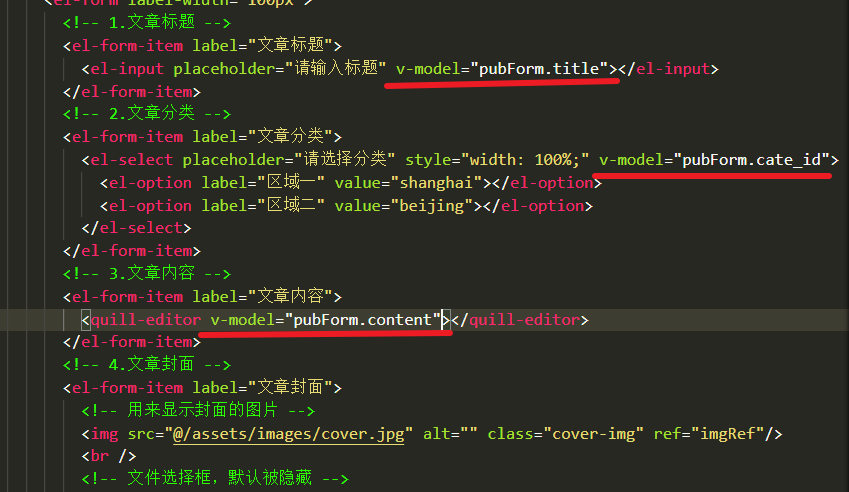 <el-form label-width="100px">
<!-- 1.文章标题 -->
<el-form-item label="文章标题">
<el-input placeholder="请输入标题" v-model="pubForm.title"></el-input>
</el-form-item>
<!-- 2.文章分类 -->
<el-form-item label="文章分类">
<el-select placeholder="请选择分类" style="width: 100%;" v-model="pubForm.cate_id">
<el-option label="区域一" value="shanghai"></el-option>
<el-option label="区域二" value="beijing"></el-option>
</el-select>
</el-form-item>
<!-- 3.文章内容 -->
<el-form-item label="文章内容">
<quill-editor v-model="pubForm.content"></quill-editor>
</el-form-item>
<!-- 4.文章封面 -->
<el-form-item label="文章封面">
<!-- 用来显示封面的图片 -->
<img src="@/assets/images/cover.jpg" alt="" class="cover-img" ref="imgRef"/>
<br />
<!-- 文件选择框，默认被隐藏 -->